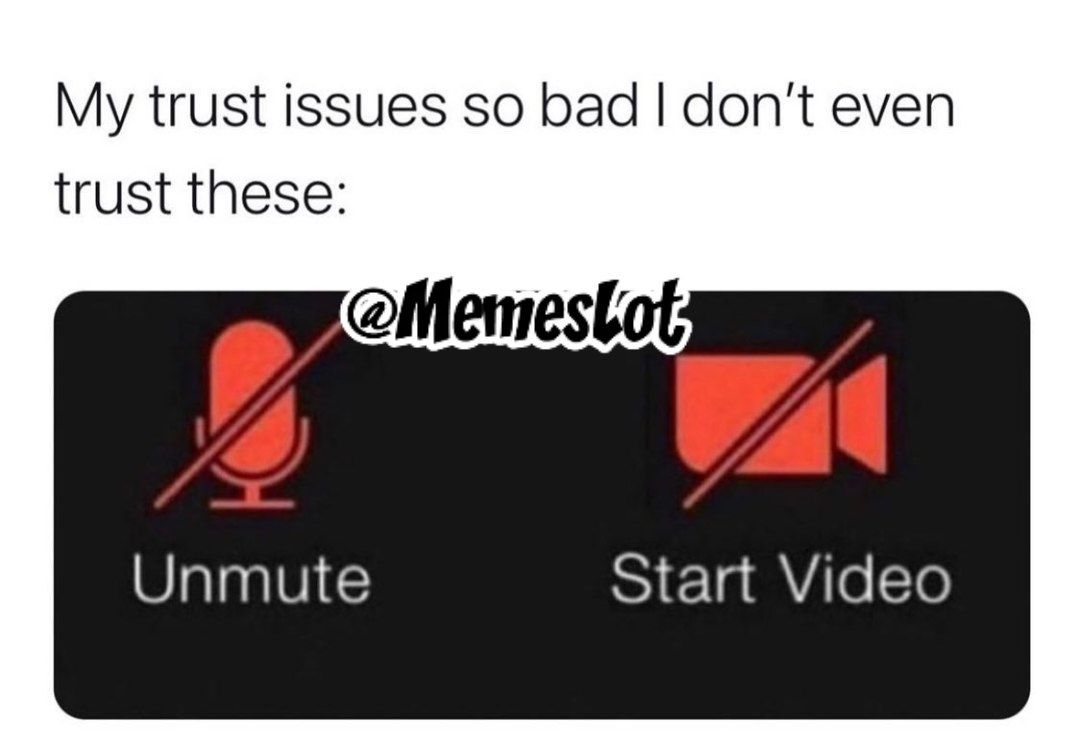 My trust issues so bad I don’t even
trust these:
@MemesLot
Unmute
Start Video